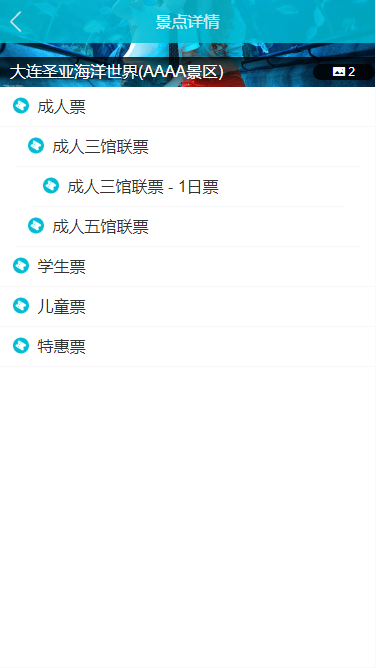 景点详情
大连圣亚海洋世界(AAAA景区)
2
成人票
成人三馆联票
成人三馆联票 - 1日票
成人五馆联票
学生票
儿童票
特惠票